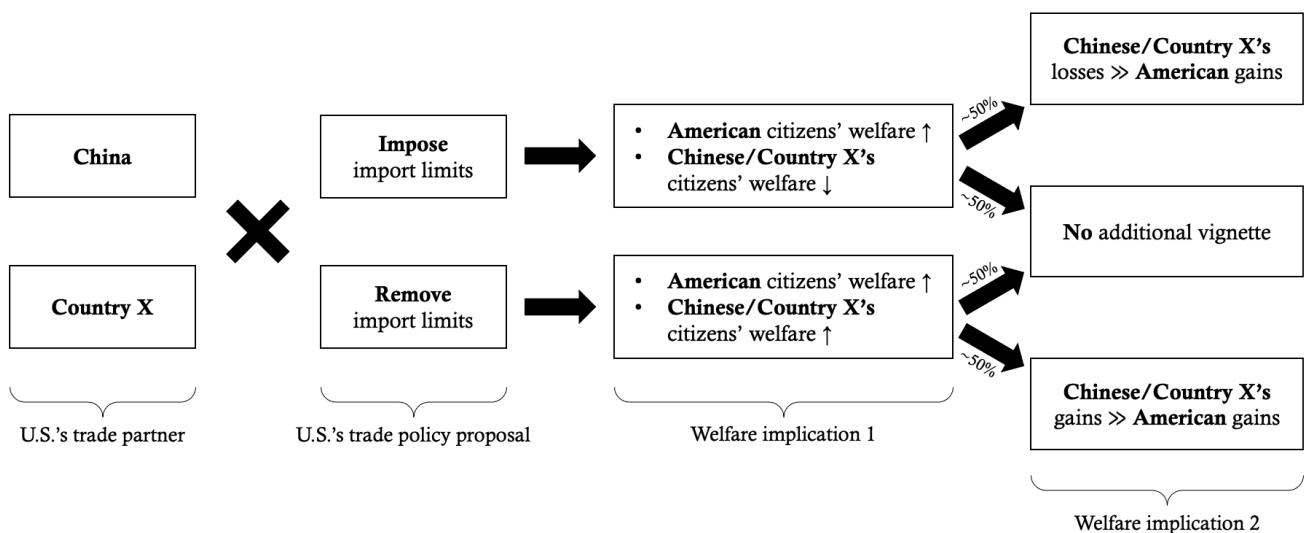 China
Country X
U.S.'s trade partner
Impose
import limits
Remove
import limits
U.S.'s trade policy proposal
• American citizens' welfare ↑
• Chinese/Country X's
citizens' welfare ↓
• American citizens' welfare ↑
• Chinese/Country X's
citizens' welfare ↑
Welfare implication 1
~50%
~50%
~50%
~50%
Chinese/Country X's
losses ≫ American gains
No additional vignette
Chinese/Country X's
gains ≫ American gains
Welfare implication 2